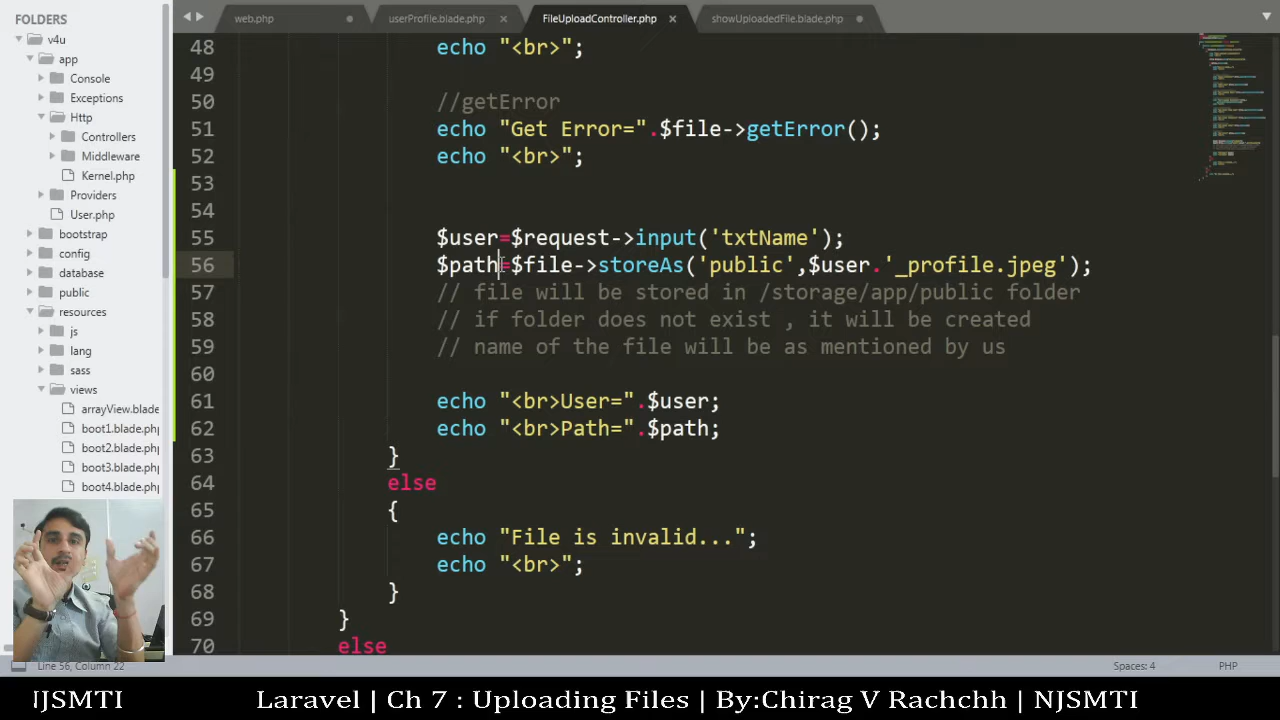 FOLDERS
v4u
app
Console
Exceptions
Http
Controllers
Middleware
Kernel.php
Providers
User.php
bootstrap
config
database
public
resources
js
lang
sass
views
arrayView.blade
boot1.blade.php
boot2.blade.php
boot3.blade.php
boot4.blade.php
web.php
userProfile.blade.php
FileUploadController.php
showUploadedFile.blade.php
48 echo "<br>";
49
50 //getError
51 echo "Get Error=".$file->getError();
52 echo "<br>";
53
54
55 $user=$request->input('txtName');
56 $path=$file->storeAs('public',$user.'_profile.jpeg');
57 // file will be stored in /storage/app/public folder
58 // if folder does not exist , it will be created
59 // name of the file will be as mentioned by us
60
61 echo "<br>User=".$user;
62 echo "<br>Path=".$path;
63 }
64 else
65 {
66 echo "File is invalid...";
67 echo "<br>";
68 }
69 }
70 else
Line 56, Column 22
Spaces: 4
PHP
NJSMTI
Laravel | Ch 7 : Uploading Files | By:Chirag V Rachchh | NJSMTI